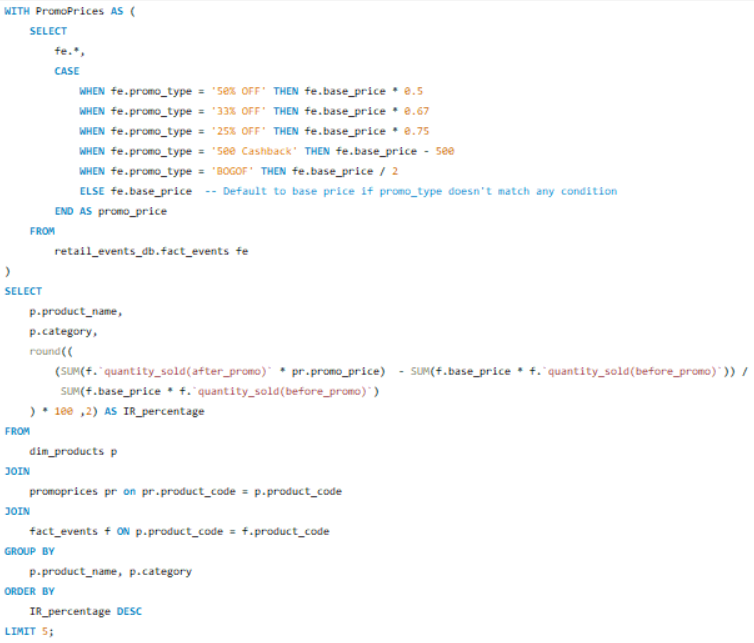 WITH PromoPrices AS (
SELECT
fe.*,
CASE
WHEN fe.promo_type = '50% OFF' THEN fe.base_price * 0.5
WHEN fe.promo_type = '33% OFF' THEN fe.base_price * 0.67
WHEN fe.promo_type = '25% OFF' THEN fe.base_price * 0.75
WHEN fe.promo_type = '500 Cashback' THEN fe.base_price - 500
WHEN fe.promo_type = 'BOGOF' THEN fe.base_price / 2
ELSE fe.base_price -- Default to base price if promo_type doesn't match any condition
END AS promo_price
FROM
retail_events_db.fact_events fe
)
SELECT
p.product_name,
p.category,
round((
(SUM(f.`quantity_sold(after_promo)` * pr.promo_price) - SUM(f.base_price * f.`quantity_sold(before_promo)`)) /
SUM(f.base_price * f.`quantity_sold(before_promo)`)
) * 100 ,2) AS IR_percentage
FROM
dim_products p
JOIN
promoprices pr on pr.product_code = p.product_code
JOIN
fact_events f ON p.product_code = f.product_code
GROUP BY
p.product_name, p.category
ORDER BY
IR_percentage DESC
LIMIT 5;